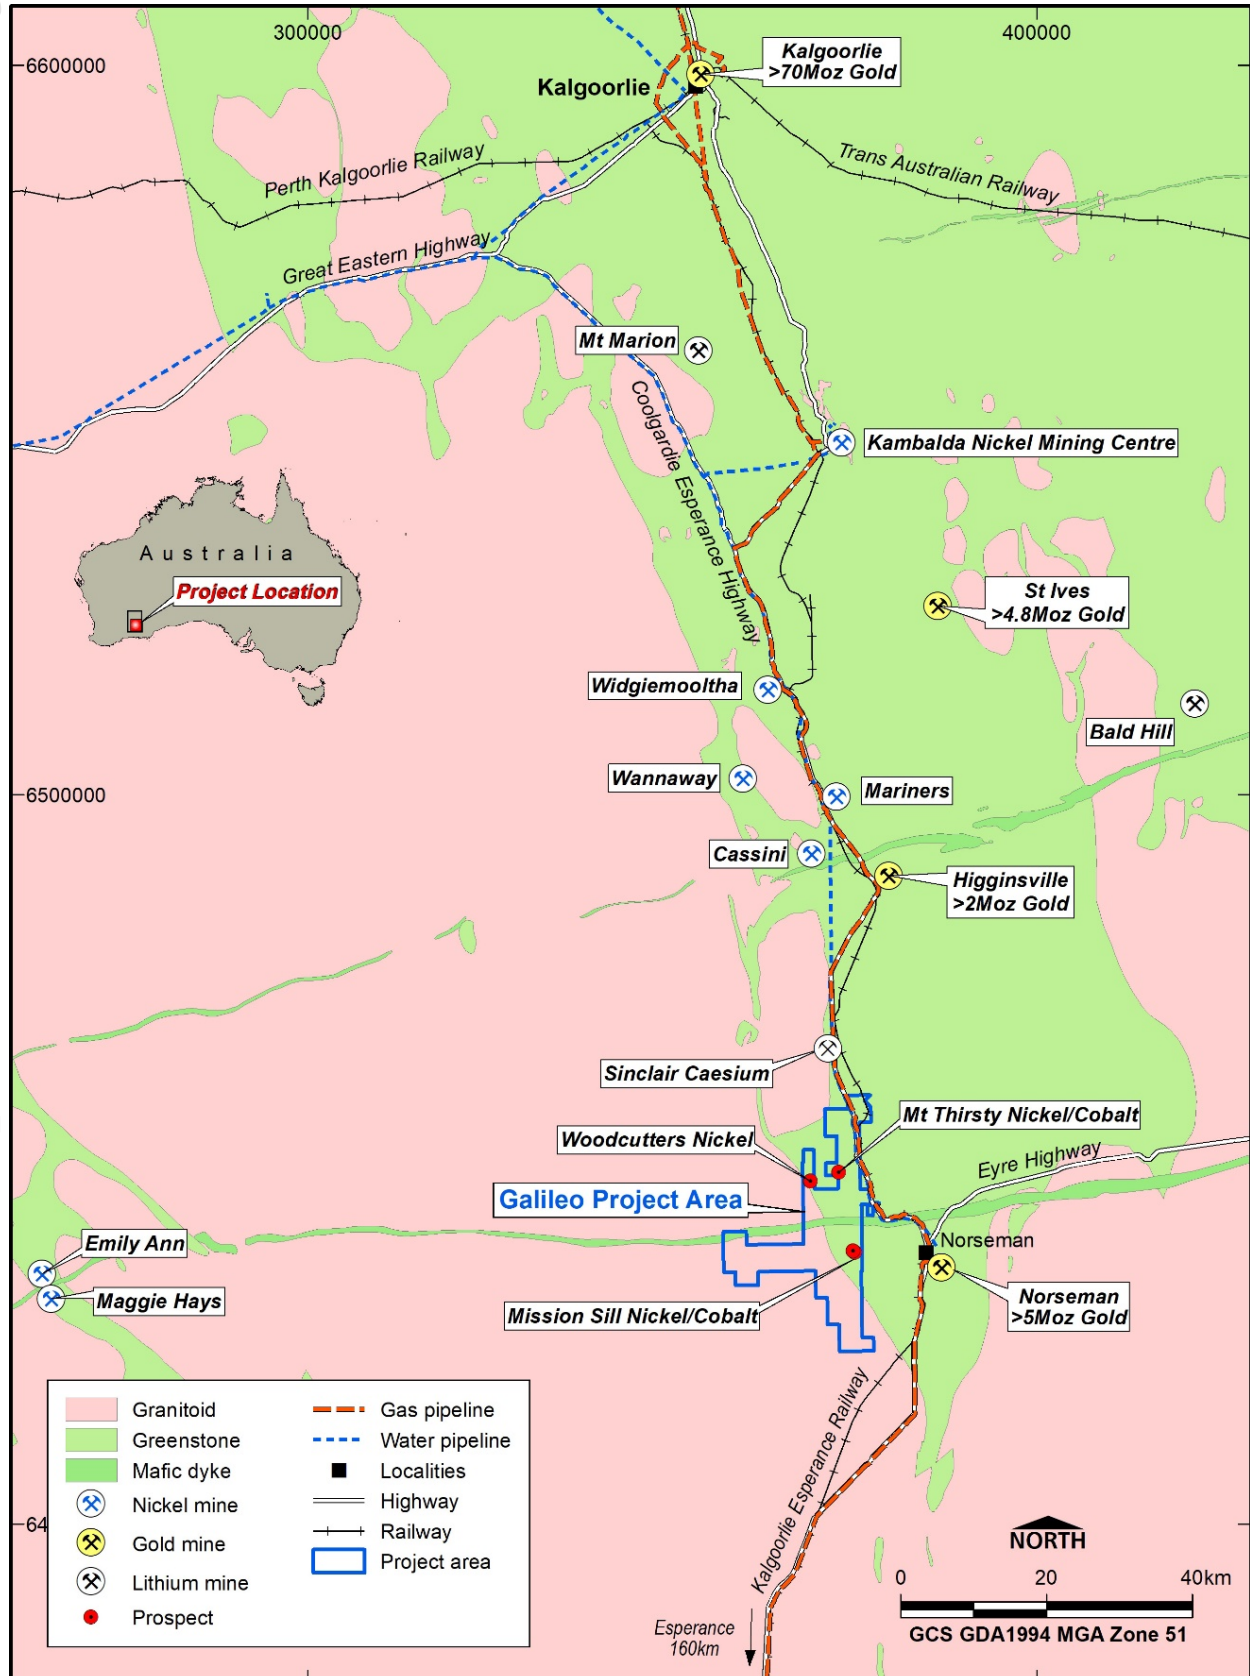 300000
400000
6600000
Kalgoorlie
>70Moz Gold
Kalgoorlie
Perth Kalgoorlie Railway
Trans Australian Railway
Great Eastern Highway
Mt Marion
Coolgardie Esperance Highway
Kambalda Nickel Mining Centre
Australia
Project Location
St Ives
>4.8Moz Gold
Widgiemooltha
Bald Hill
Wannaway
6500000
Mariners
Cassini
Higginsville
>2Moz Gold
Sinclair Caesium
Mt Thirsty Nickel/Cobalt
Woodcutters Nickel
Eyre Highway
Galileo Project Area
Emily Ann
Norseman
Maggie Hays
Norseman
>5Moz Gold
Mission Sill Nickel/Cobalt
Kalgoorlie Esperance Railway
Granitoid
Greenstone
Mafic dyke
Nickel mine
Gold mine
Lithium mine
Prospect
Gas pipeline
Water pipeline
Localities
Highway
Railway
Project area
64
NORTH
0 20 40km
GCS GDA1994 MGA Zone 51
Esperance
160km